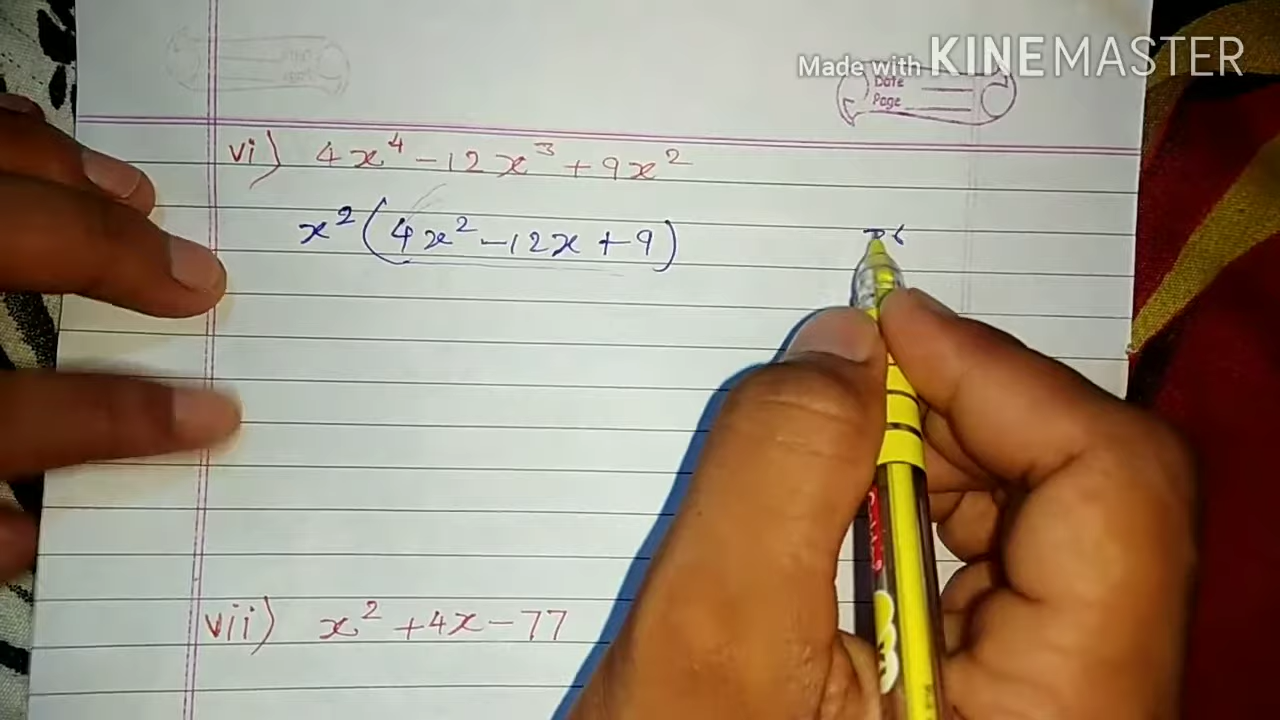 Made with KINEMASTER
Date
Page
vi) 4x⁴ - 12x³ + 9x²
x² (4x² - 12x + 9)
vii) x² + 4x - 77